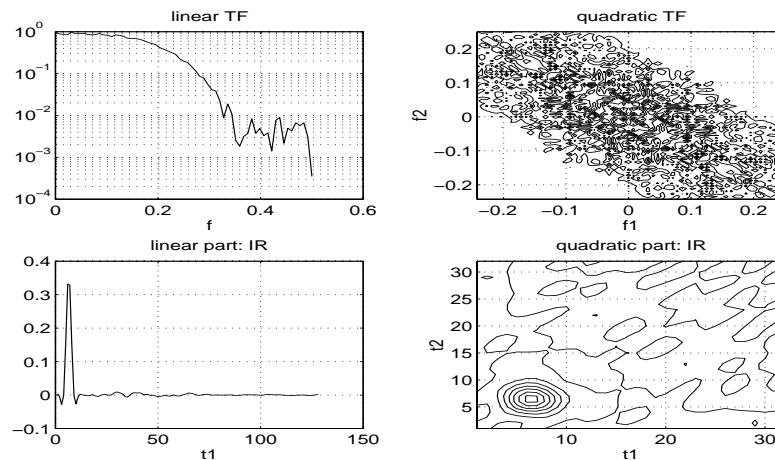 linear TF
10^0
10^-1
10^-2
10^-3
10^-4
0 0.2 0.4 0.6
f
quadratic TF
0.2
0.1
0
−0.1
−0.2
f2
−0.2 −0.1 0 0.1 0.2
f1
linear part: IR
0.4
0.3
0.2
0.1
0
−0.1
0 50 100 150
t1
quadratic part: IR
30
25
20
15
10
5
t2
10 20 30
t1